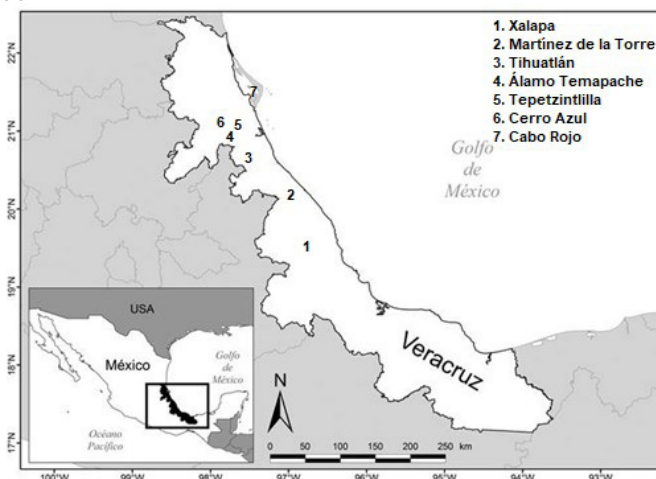 22°N
21°N
20°N
19°N
18°N
17°N
1. Xalapa
2. Martínez de la Torre
3. Tihuatlán
4. Álamo Temapache
5. Tepetzintlilla
6. Cerro Azul
7. Cabo Rojo
7
6 5
4
3
2
1
Golfo
de
México
Veracruz
USA
México
Golfo
de
México
Océano
Pacífico
N
0 50 100 150 200 250
km
100°W 99°W 98°W 97°W 96°W 95°W 94°W 93°W 92°W